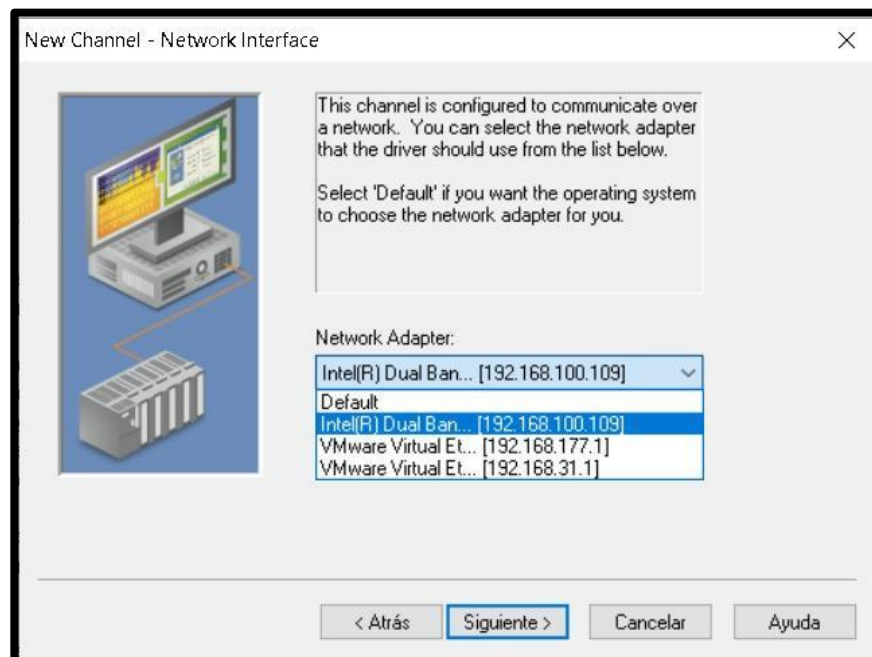 New Channel - Network Interface
This channel is configured to communicate over
a network. You can select the network adapter
that the driver should use from the list below.
Select 'Default' if you want the operating system
to choose the network adapter for you.
Network Adapter:
Intel(R) Dual Ban... [192.168.100.109]
Default
Intel(R) Dual Ban... [192.168.100.109]
VMware Virtual Et... [192.168.177.1]
VMware Virtual Et... [192.168.31.1]
< Atrás Siguiente > Cancelar Ayuda